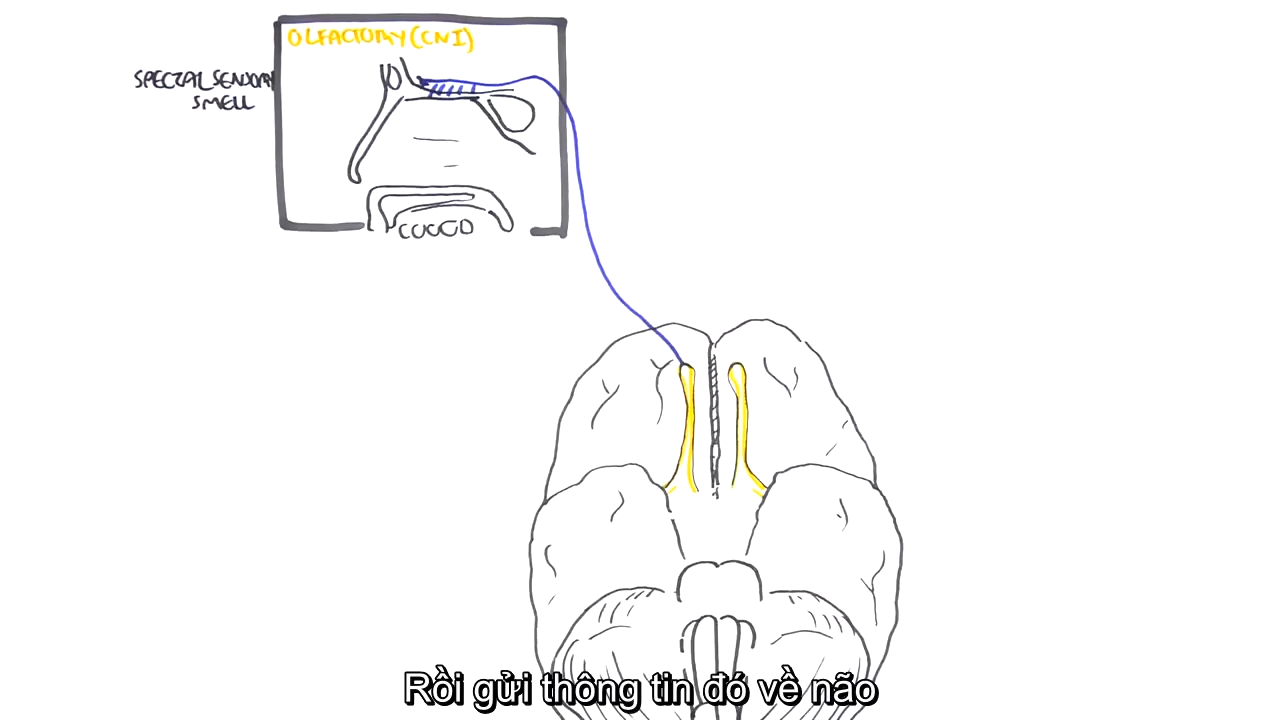 OLFACTORY (CN I)
SPECIAL SENSORY
SMELL
Rồi gửi thông tin đó về não